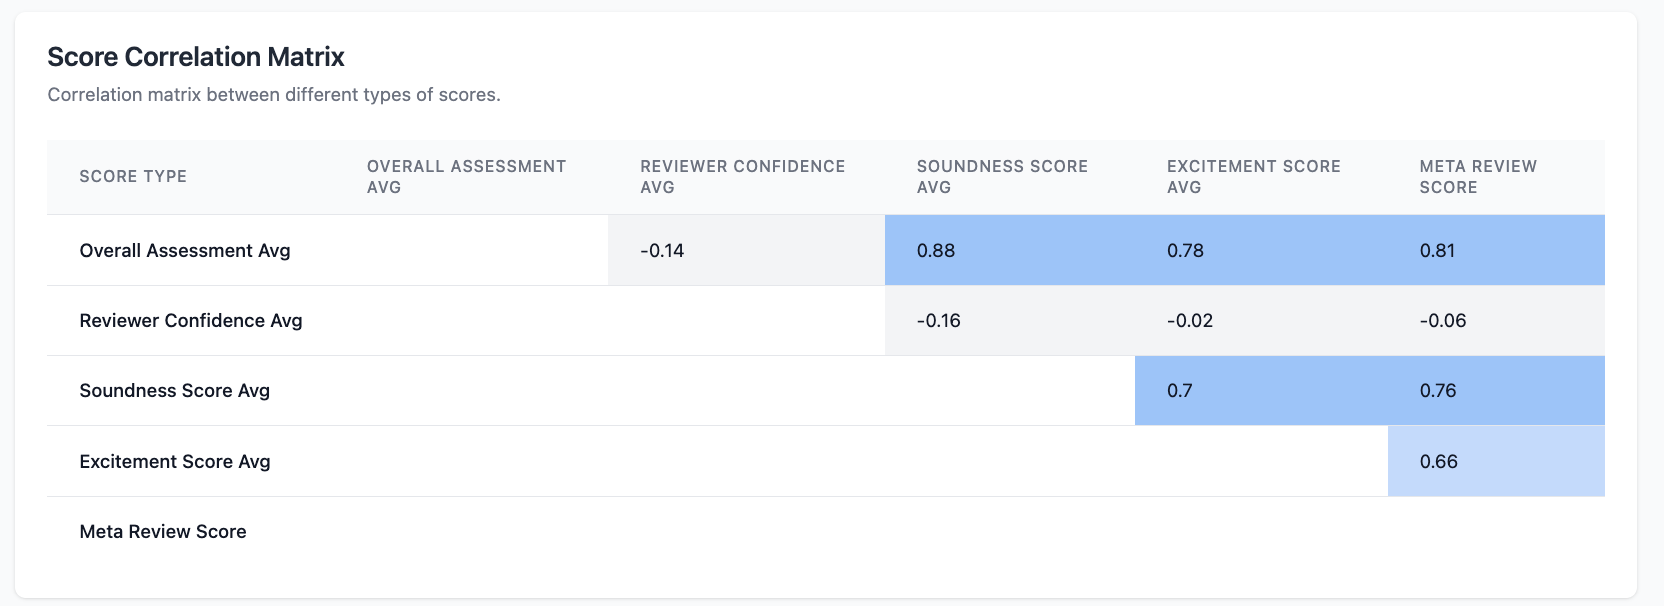 Score Correlation Matrix
Correlation matrix between different types of scores.
SCORE TYPE OVERALL ASSESSMENT AVG REVIEWER CONFIDENCE AVG SOUNDNESS SCORE AVG EXCITEMENT SCORE AVG META REVIEW SCORE
Overall Assessment Avg -0.14 0.88 0.78 0.81
Reviewer Confidence Avg -0.16 -0.02 -0.06
Soundness Score Avg 0.7 0.76
Excitement Score Avg 0.66
Meta Review Score